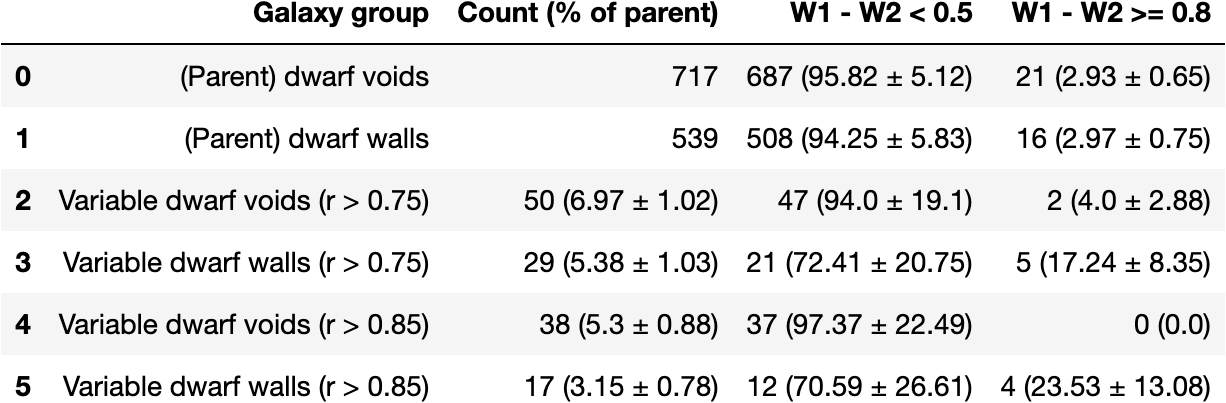 Galaxy group Count (% of parent) W1 - W2 < 0.5 W1 - W2 >= 0.8
0 (Parent) dwarf voids 717 687 (95.82 ± 5.12) 21 (2.93 ± 0.65)
1 (Parent) dwarf walls 539 508 (94.25 ± 5.83) 16 (2.97 ± 0.75)
2 Variable dwarf voids (r > 0.75) 50 (6.97 ± 1.02) 47 (94.0 ± 19.1) 2 (4.0 ± 2.88)
3 Variable dwarf walls (r > 0.75) 29 (5.38 ± 1.03) 21 (72.41 ± 20.75) 5 (17.24 ± 8.35)
4 Variable dwarf voids (r > 0.85) 38 (5.3 ± 0.88) 37 (97.37 ± 22.49) 0 (0.0)
5 Variable dwarf walls (r > 0.85) 17 (3.15 ± 0.78) 12 (70.59 ± 26.61) 4 (23.53 ± 13.08)